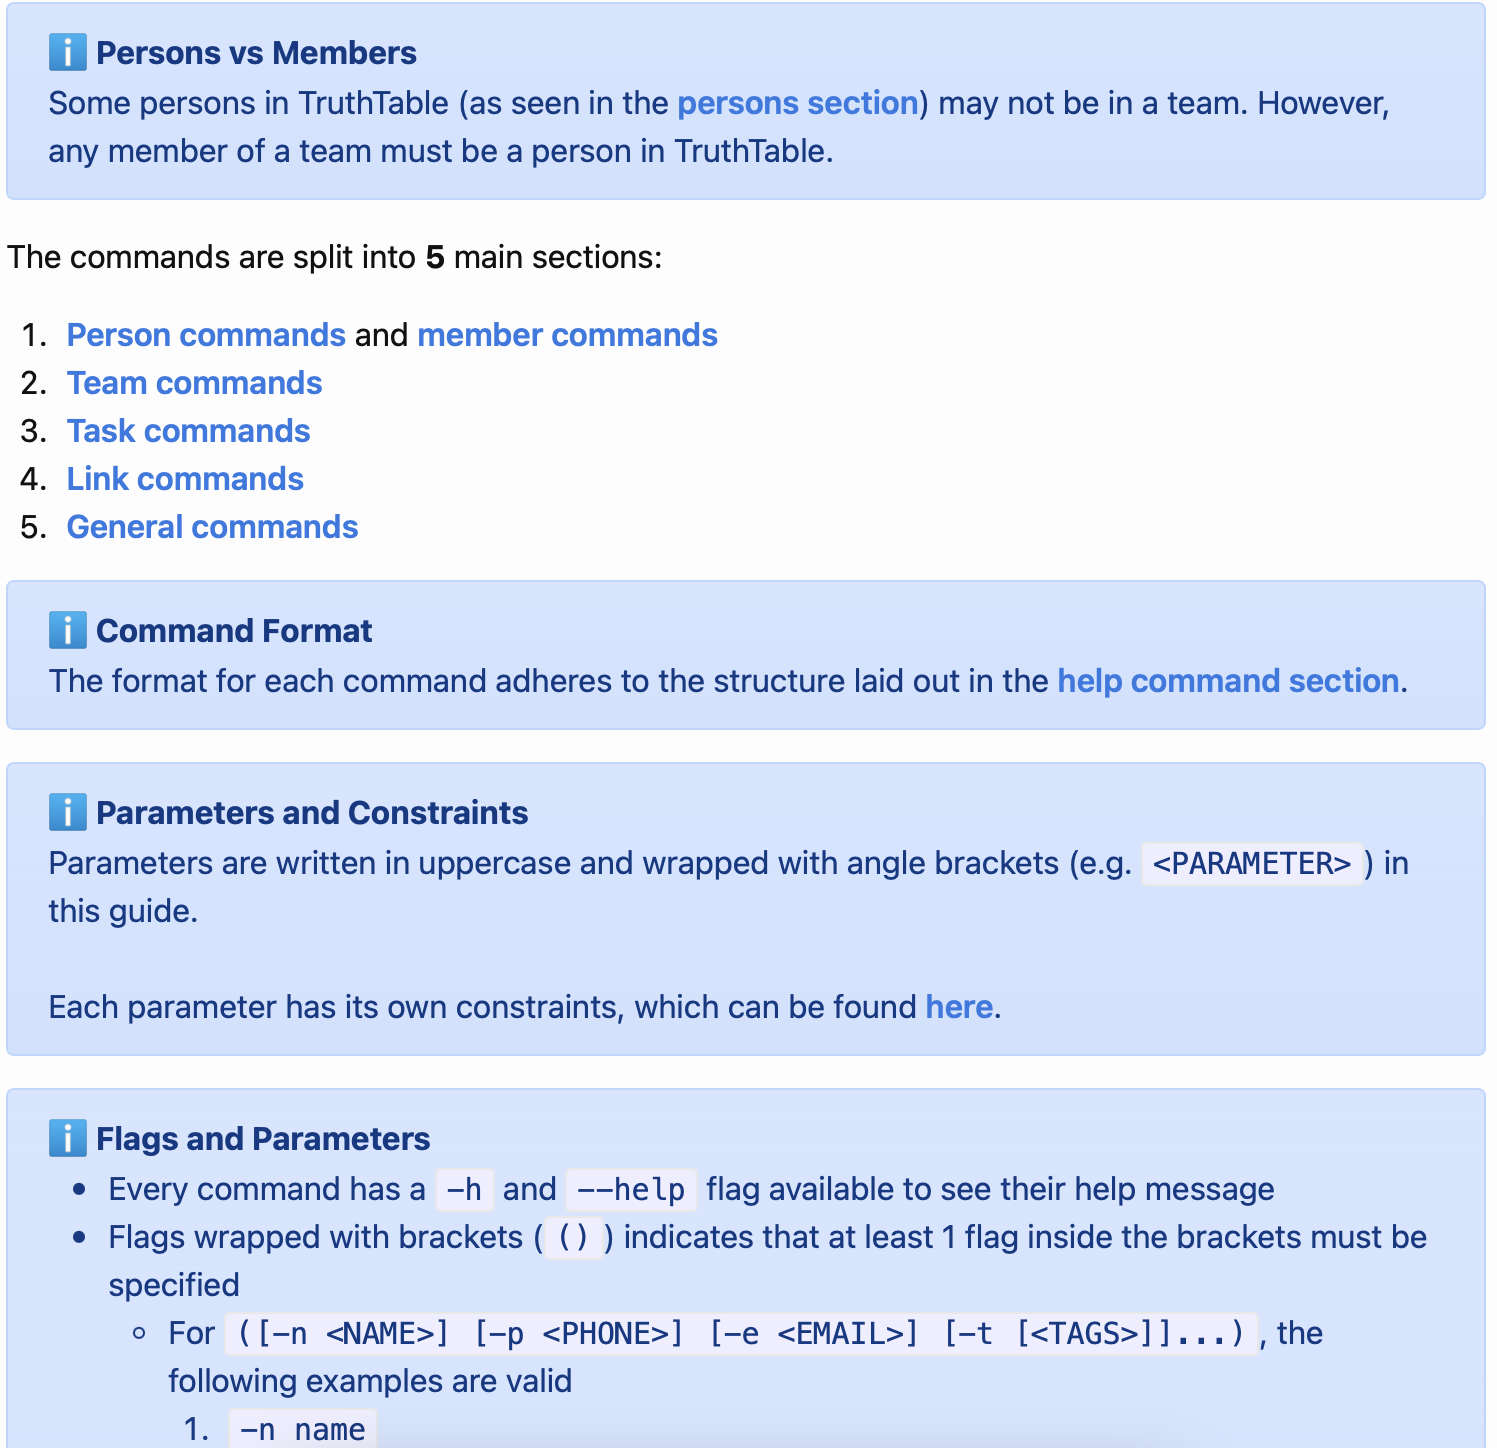 ℹ️ Persons vs Members
Some persons in TruthTable (as seen in the persons section) may not be in a team. However,
any member of a team must be a person in TruthTable.
The commands are split into 5 main sections:
1. Person commands and member commands
2. Team commands
3. Task commands
4. Link commands
5. General commands
ℹ️ Command Format
The format for each command adheres to the structure laid out in the help command section.
ℹ️ Parameters and Constraints
Parameters are written in uppercase and wrapped with angle brackets (e.g. <PARAMETER>) in
this guide.
Each parameter has its own constraints, which can be found here.
ℹ️ Flags and Parameters
• Every command has a -h and --help flag available to see their help message
• Flags wrapped with brackets ( () ) indicates that at least 1 flag inside the brackets must be
specified
◦ For ([-n <NAME>] [-p <PHONE>] [-e <EMAIL>] [-t [<TAGS>]]...), the
following examples are valid
1. -n name